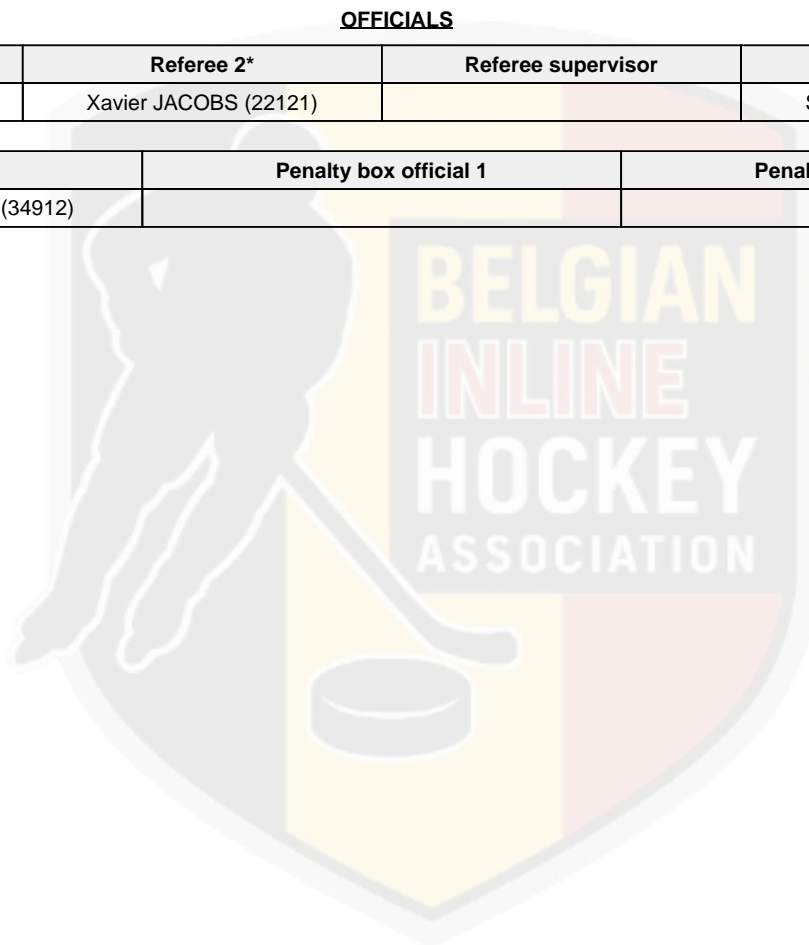 OFFICIALS
Referee 2* Referee supervisor
Xavier JACOBS (22121)
Penalty box official 1
(34912)
BELGIAN
INLINE
HOCKEY
ASSOCIATION